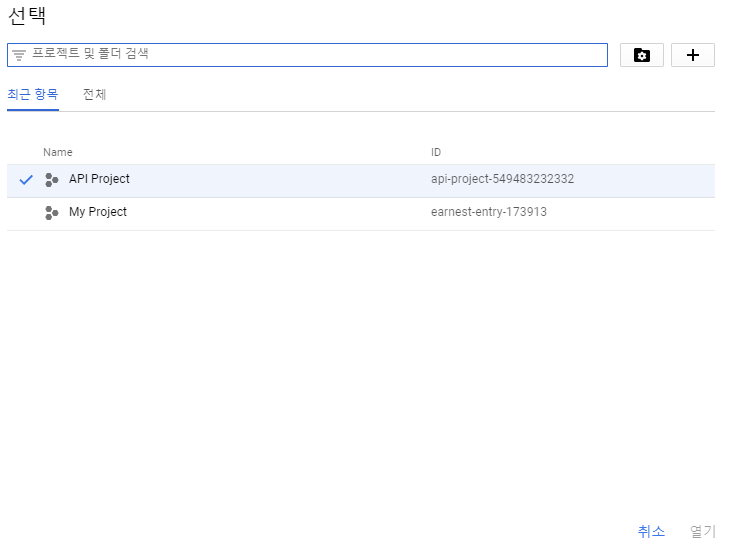 선택
프로젝트 및 폴더 검색
최근 항목 전체
Name ID
API Project api-project-549483232332
My Project earnest-entry-173913
취소 열기